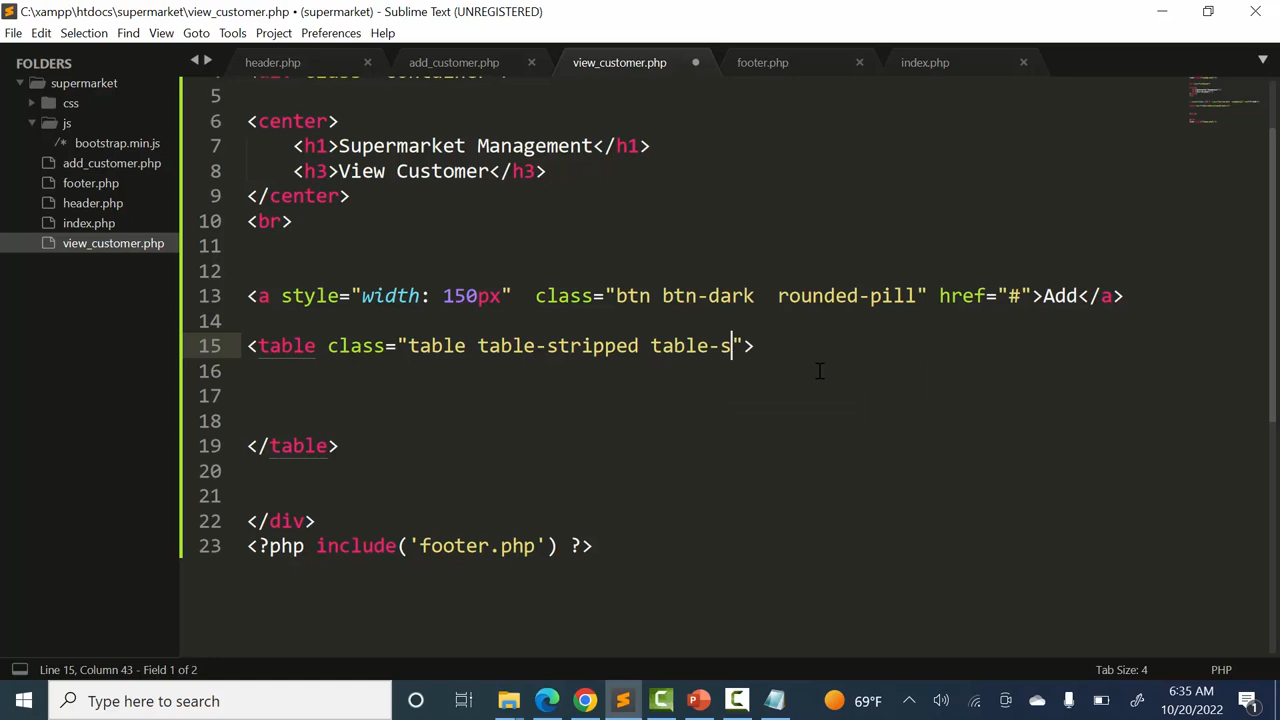 C:\xampp\htdocs\supermarket\view_customer.php • (supermarket) - Sublime Text (UNREGISTERED)
File Edit Selection Find View Goto Tools Project Preferences Help
FOLDERS
supermarket
css
js
/* bootstrap.min.js
add_customer.php
footer.php
header.php
index.php
view_customer.php
header.php add_customer.php view_customer.php footer.php index.php
5
6 <center>
7 <h1>Supermarket Management</h1>
8 <h3>View Customer</h3>
9 </center>
10 <br>
11
12
13 <a style="width: 150px" class="btn btn-dark rounded-pill" href="#">Add</a>
14
15 <table class="table table-stripped table-s">
16
17
18
19 </table>
20
21
22 </div>
23 <?php include('footer.php') ?>
Line 15, Column 43 - Field 1 of 2
Tab Size: 4
PHP
Type here to search
69°F
6:35 AM
10/20/2022
1